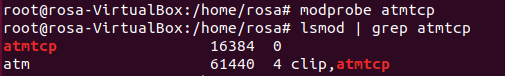 root@rosa-VirtualBox:/home/rosa# modprobe atmtcp
root@rosa-VirtualBox:/home/rosa# lsmod | grep atmtcp
atmtcp                 16384  0
atm                    61440  4 clip,atmtcp